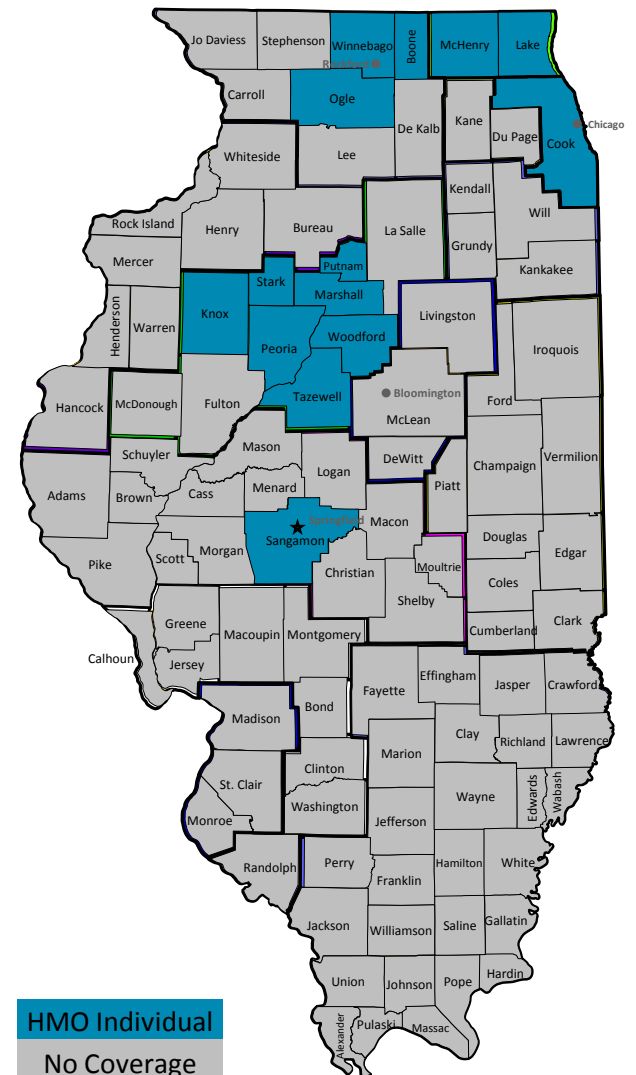 Jo Daviess
Stephenson
Winnebago
Boone
McHenry
Lake
Rockford
Carroll
Ogle
De Kalb
Kane
Du Page
Cook
Chicago
Whiteside
Lee
Kendall
Will
Rock Island
Henry
Bureau
La Salle
Grundy
Mercer
Putnam
Kankakee
Stark
Marshall
Henderson
Warren
Knox
Peoria
Woodford
Livingston
Iroquois
Tazewell
Bloomington
Hancock
McDonough
Fulton
McLean
Ford
Mason
Schuyler
Logan
DeWitt
Champaign
Vermilion
Adams
Brown
Cass
Menard
Piatt
Springfield
Macon
Sangamon
Douglas
Pike
Scott
Morgan
Christian
Moultrie
Edgar
Coles
Shelby
Greene
Macoupin
Montgomery
Cumberland
Clark
Calhoun
Jersey
Effingham
Jasper
Crawford
Fayette
Madison
Bond
Clay
Richland
Lawrence
Marion
Clinton
St. Clair
Wayne
Edwards
Wabash
Washington
Monroe
Jefferson
Randolph
Perry
Hamilton
White
Franklin
Jackson
Williamson
Saline
Gallatin
Union
Johnson
Pope
Hardin
Alexander
Pulaski
Massac
HMO Individual
No Coverage